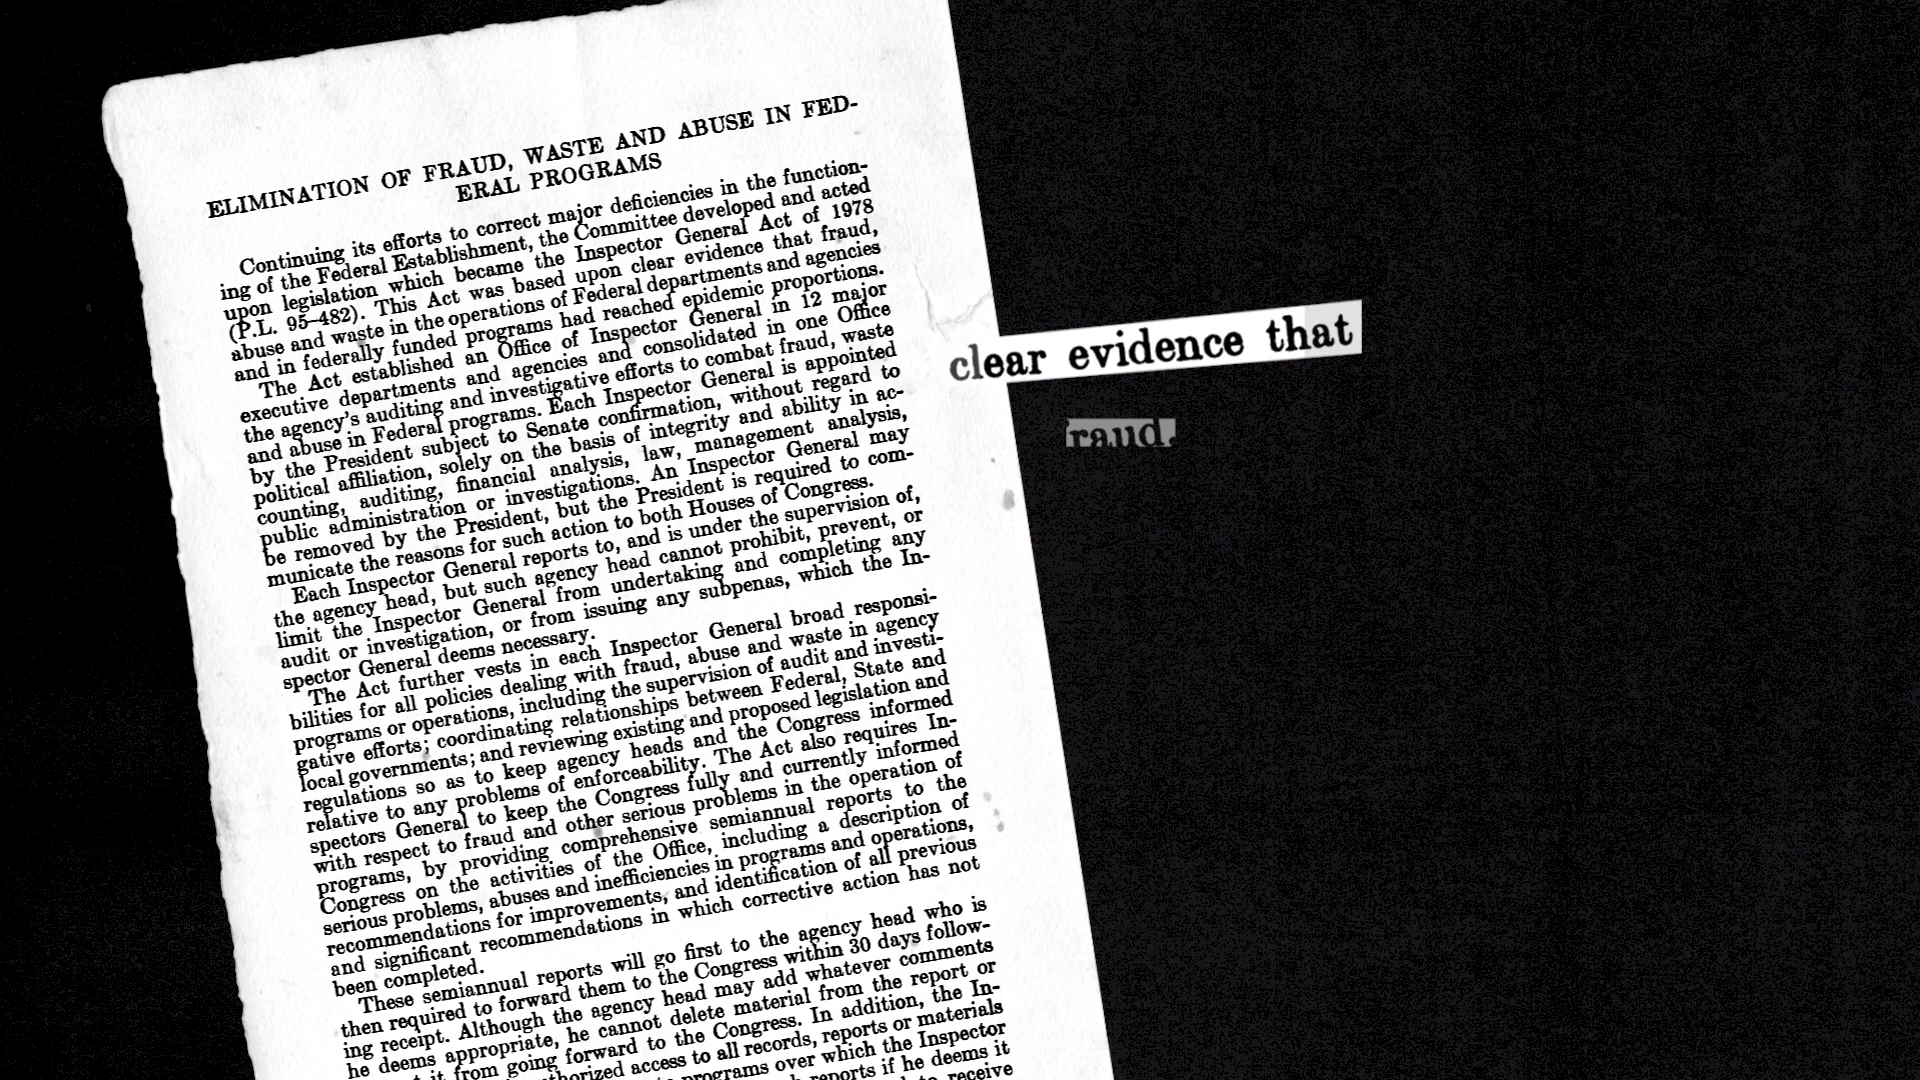 ELIMINATION OF FRAUD, WASTE AND ABUSE IN FED-
ERAL PROGRAMS
Continuing its efforts to correct major deficiencies in the function-
ing of the Federal Establishment, the Committee developed and acted
upon legislation which became the Inspector General Act of 1978
(P.L. 95–482). This Act was based upon clear evidence that fraud,
abuse and waste in the operations of Federal departments and agencies
and in federally funded programs had reached epidemic proportions.
The Act established an Office of Inspector General in 12 major
executive departments and agencies and consolidated in one Office
the agency's auditing and investigative efforts to combat fraud, waste
and abuse in Federal programs. Each Inspector General is appointed
by the President subject to Senate confirmation, without regard to
political affiliation, solely on the basis of integrity and ability in ac-
counting, auditing, financial analysis, law, management analysis,
public administration or investigations. An Inspector General may
be removed by the President, but the President is required to com-
municate the reasons for such action to both Houses of Congress.
Each Inspector General reports to, and is under the supervision of,
the agency head, but such agency head cannot prohibit, prevent, or
limit the Inspector General from undertaking and completing any
audit or investigation, or from issuing any subpenas, which the In-
spector General deems necessary.
The Act further vests in each Inspector General broad responsi-
bilities for all policies dealing with fraud, abuse and waste in agency
programs or operations, including the supervision of audit and investi-
gative efforts; coordinating relationships between Federal, State and
local governments; and reviewing existing and proposed legislation and
regulations so as to keep agency heads and the Congress informed
relative to any problems of enforceability. The Act also requires In-
spectors General to keep the Congress fully and currently informed
with respect to fraud and other serious problems in the operation of
programs, by providing comprehensive semiannual reports to the
Congress on the activities of the Office, including a description of
serious problems, abuses and inefficiencies in programs and operations,
recommendations for improvements, and identification of all previous
and significant recommendations in which corrective action has not
been completed.
These semiannual reports will go first to the agency head who is
then required to forward them to the Congress within 30 days follow-
ing receipt. Although the agency head may add whatever comments
he deems appropriate, he cannot delete material from the report or
it from going forward to the Congress. In addition, the In-
access to all records, reports or materials
programs over which the Inspector
reports if he deems it
receive
clear evidence that
raud,